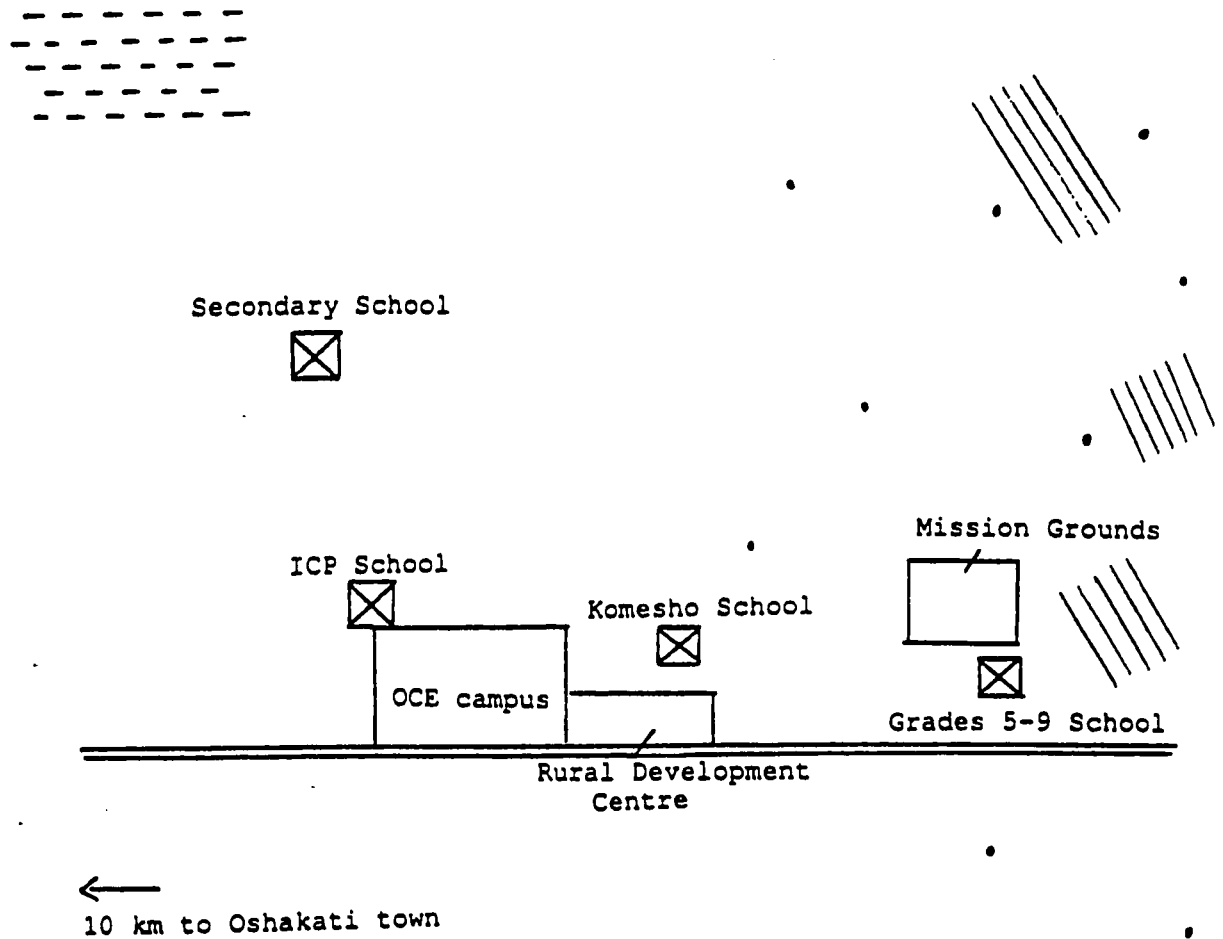 Secondary School
Mission Grounds
ICP School
Komesho School
OCE campus
Grades 5-9 School
Rural Development
Centre
10 km to Oshakati town